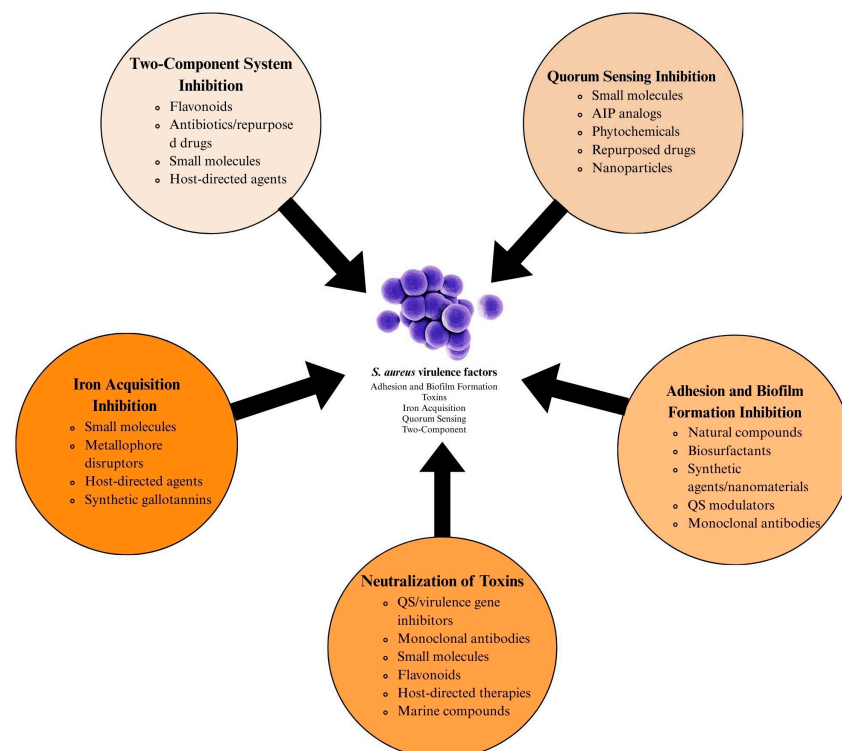 Two-Component System
Inhibition
Flavonoids
Antibiotics/repurpose
d drugs
Small molecules
Host-directed agents
Quorum Sensing Inhibition
Small molecules
AIP analogs
Phytochemicals
Repurposed drugs
Nanoparticles
S. aureus virulence factors
Adhesion and Biofilm Formation
Toxins
Iron Acquisition
Quorum Sensing
Two-Component
Iron Acquisition
Inhibition
Small molecules
Metallophore
disruptors
Host-directed agents
Synthetic gallotannins
Adhesion and Biofilm
Formation Inhibition
Natural compounds
Biosurfactants
Synthetic
agents/nanomaterials
QS modulators
Monoclonal antibodies
Neutralization of Toxins
QS/virulence gene
inhibitors
Monoclonal antibodies
Small molecules
Flavonoids
Host-directed therapies
Marine compounds